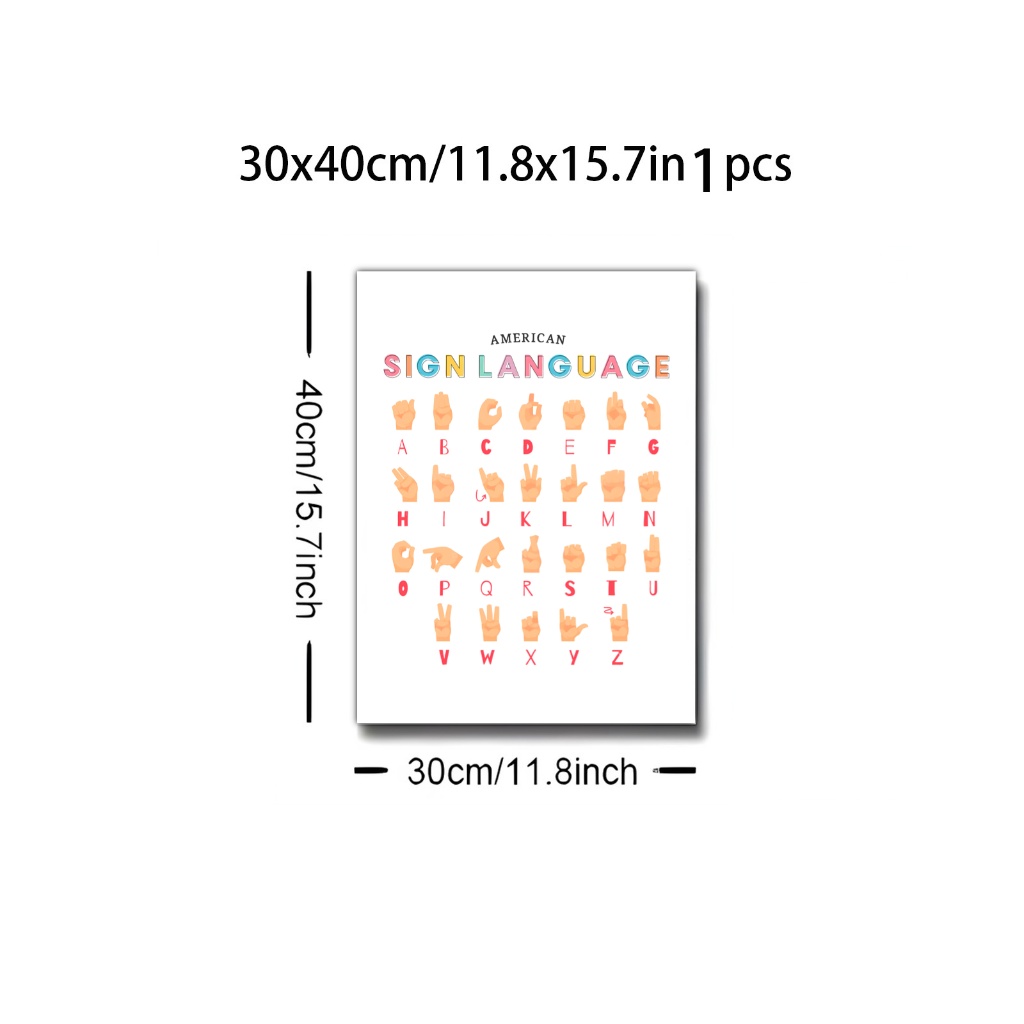 30x40cm/11.8x15.7in 1 pcs
AMERICAN
SIGN LANGUAGE
A B C D E F G
H I J K L M N
O P Q R S T U
V W X Y Z
40cm/15.7inch
30cm/11.8inch